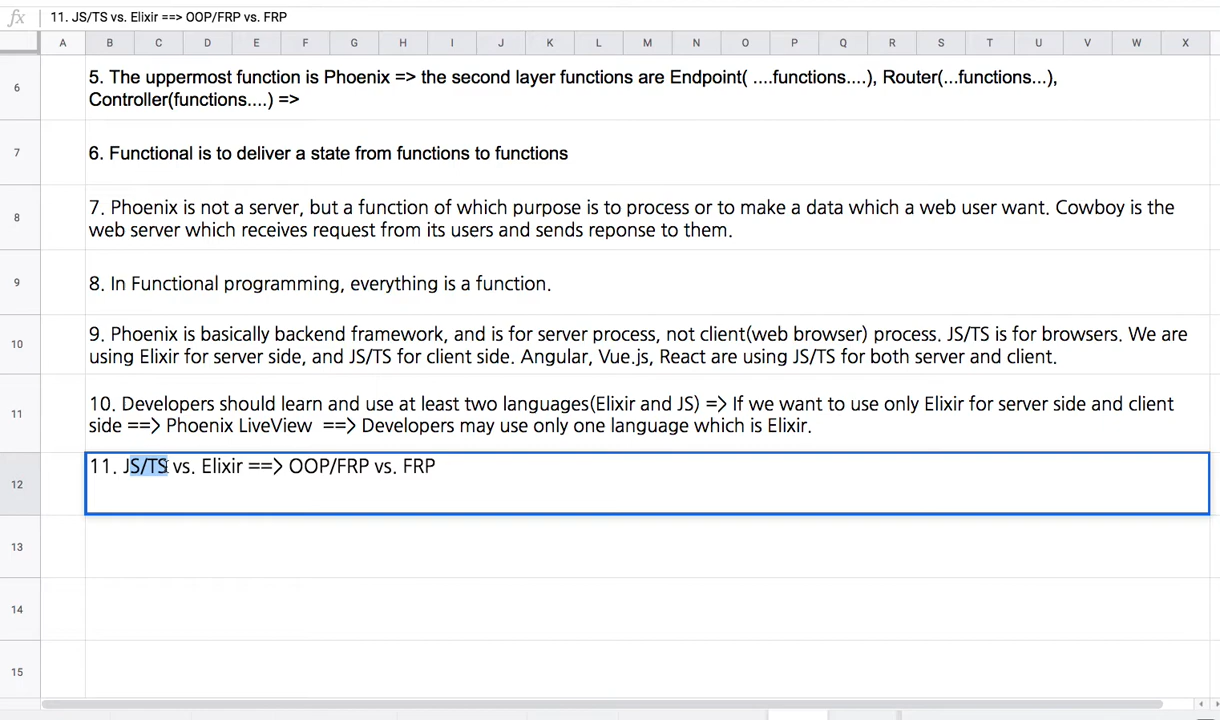 fx 11. JS/TS vs. Elixir ==> OOP/FRP vs. FRP
A B C D E F G H I J K L M N O P Q R S T U V W X
6 5. The uppermost function is Phoenix => the second layer functions are Endpoint( ....functions....), Router(...functions...),
Controller(functions....) =>
7 6. Functional is to deliver a state from functions to functions
8 7. Phoenix is not a server, but a function of which purpose is to process or to make a data which a web user want. Cowboy is the
web server which receives request from its users and sends reponse to them.
9 8. In Functional programming, everything is a function.
10 9. Phoenix is basically backend framework, and is for server process, not client(web browser) process. JS/TS is for browsers. We are
using Elixir for server side, and JS/TS for client side. Angular, Vue.js, React are using JS/TS for both server and client.
11 10. Developers should learn and use at least two languages(Elixir and JS) => If we want to use only Elixir for server side and client
side ==> Phoenix LiveView ==> Developers may use only one language which is Elixir.
12 11. JS/TS vs. Elixir ==> OOP/FRP vs. FRP
13
14
15